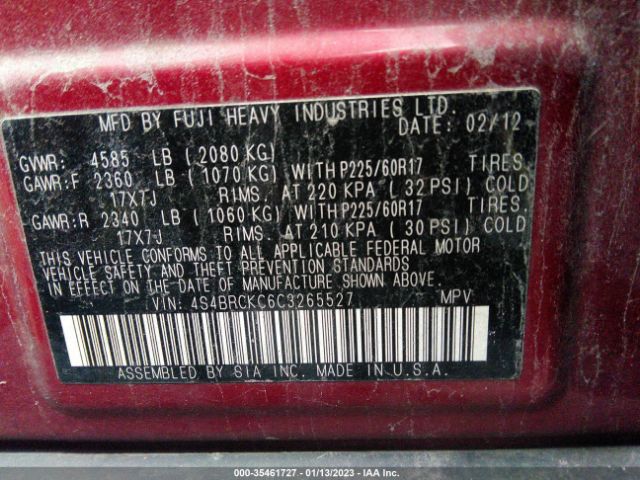 MFD BY FUJI HEAVY INDUSTRIES LTD.
DATE: 02/12
GVWR: 4585 LB (2080 KG)
GAWR:F 2360 LB (1070 KG) WITH P225/60R17 TIRES
17X7J RIMS. AT 220 KPA (32 PSI) COLD
GAWR:R 2340 LB (1060 KG) WITH P225/60R17 TIRES
17X7J RIMS. AT 210 KPA (30 PSI) COLD
THIS VEHICLE CONFORMS TO ALL APPLICABLE FEDERAL MOTOR
VEHICLE SAFETY AND THEFT PREVENTION STANDARDS
IN EFFECT ON THE DATE OF MANUFACTURE SHOWN ABOVE.
VIN: 4S4BRCKC6C3265527 MPV
ASSEMBLED BY SIA INC. MADE IN U.S.A.
000-35461727 - 01/13/2023 - IAA Inc.